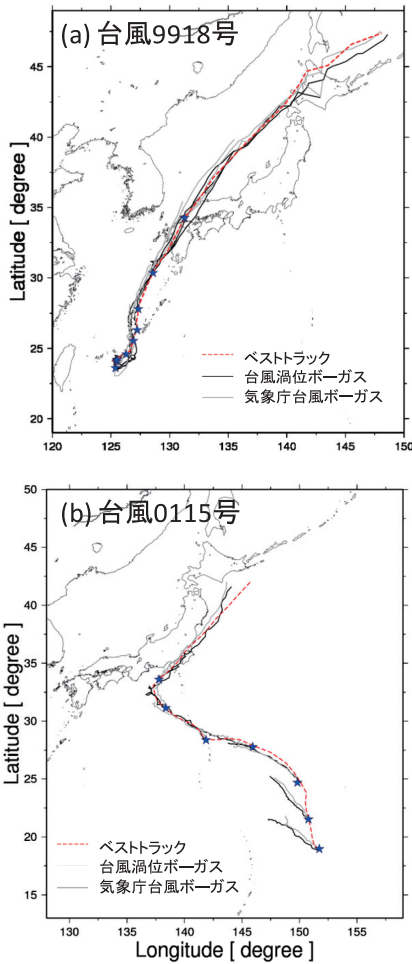 (a) 台風9918号
45
40
35
30
25
20
Latitude [ degree ]
ベストトラック
台風渦位ボーガス
気象庁台風ボーガス
120 125 130 135 140 145 150
(b) 台風0115号
50
45
40
35
30
25
20
15
Latitude [ degree ]
ベストトラック
台風渦位ボーガス
気象庁台風ボーガス
130 135 140 145 150 155
Longitude [ degree ]